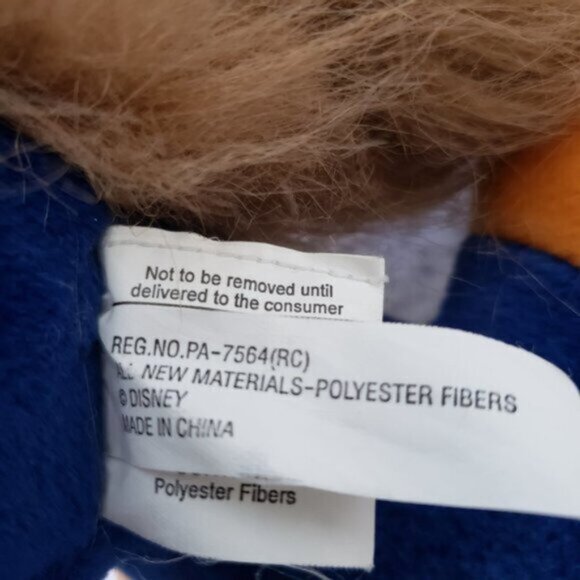 Not to be removed until
delivered to the consumer
REG.NO.PA-7564(RC)
ALL NEW MATERIALS-POLYESTER FIBERS
© DISNEY
MADE IN CHINA
Polyester Fibers